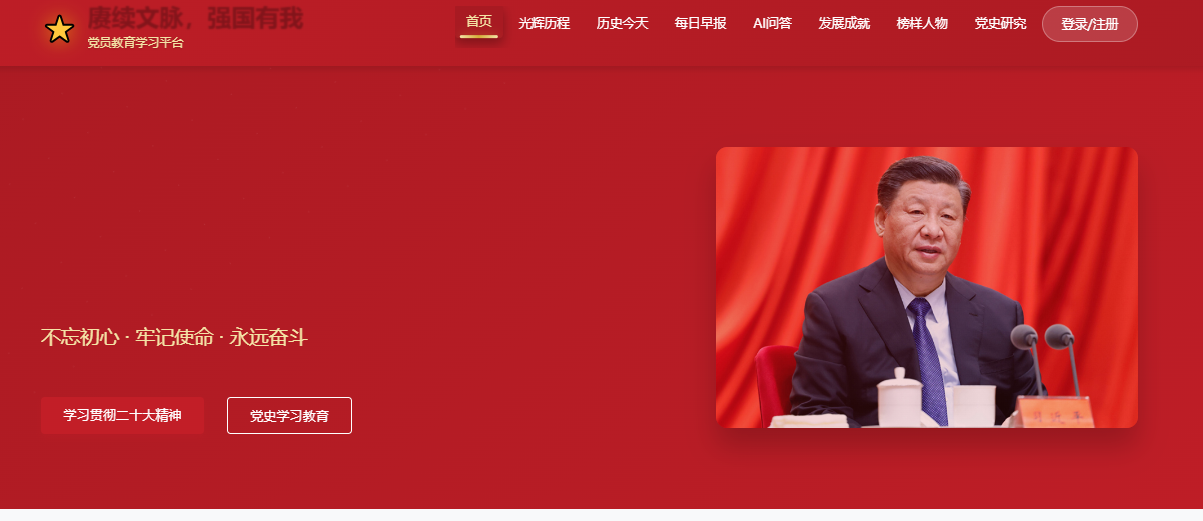 赓续文脉，强国有我
党员教育学习平台
首页 光辉历程 历史今天 每日早报 AI问答 发展成就 榜样人物 党史研究 登录/注册
不忘初心 · 牢记使命 · 永远奋斗
学习贯彻二十大精神 党史学习教育